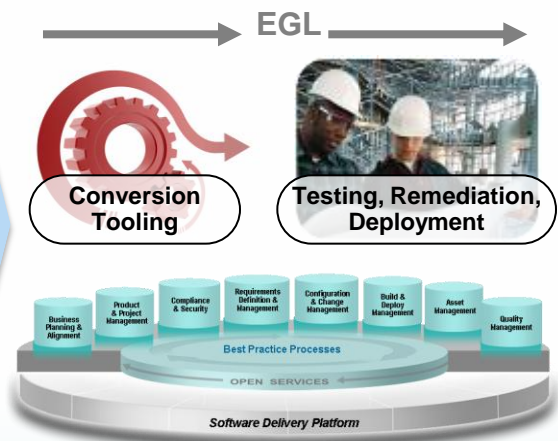 EGL
Conversion
Tooling
Testing, Remediation,
Deployment
Business
Planning &
Alignment
Product
& Project
Management
Compliance
& Security
Requirements
Definition &
Management
Configuration
& Change
Management
Build &
Deploy
Management
Asset
Management
Quality
Management
Best Practice Processes
OPEN SERVICES
Software Delivery Platform